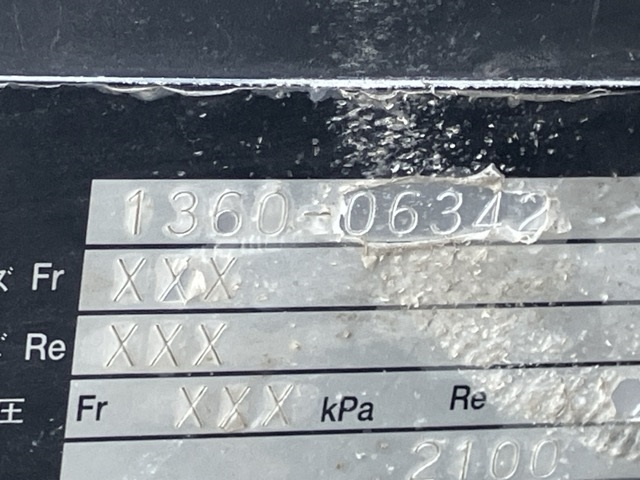 1360-06342
ズ Fr XXX
ズ Re XXX
圧 Fr XXX kPa Re
2100